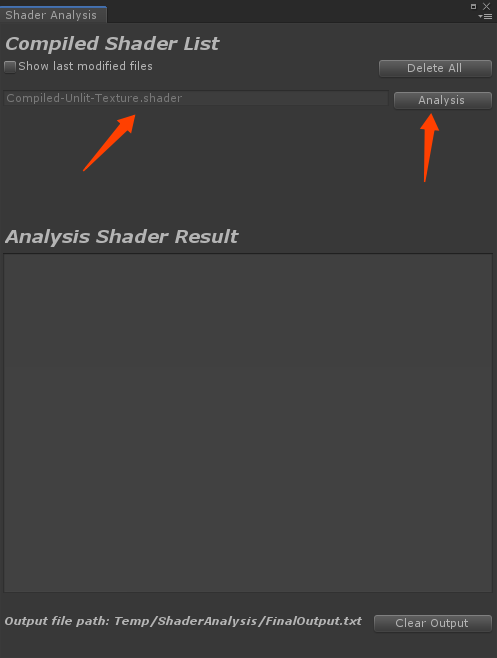 Shader Analysis
Compiled Shader List
Show last modified files
Delete All
Compiled-Unlit-Texture.shader
Analysis
Analysis Shader Result
Output file path: Temp/ShaderAnalysis/FinalOutput.txt
Clear Output